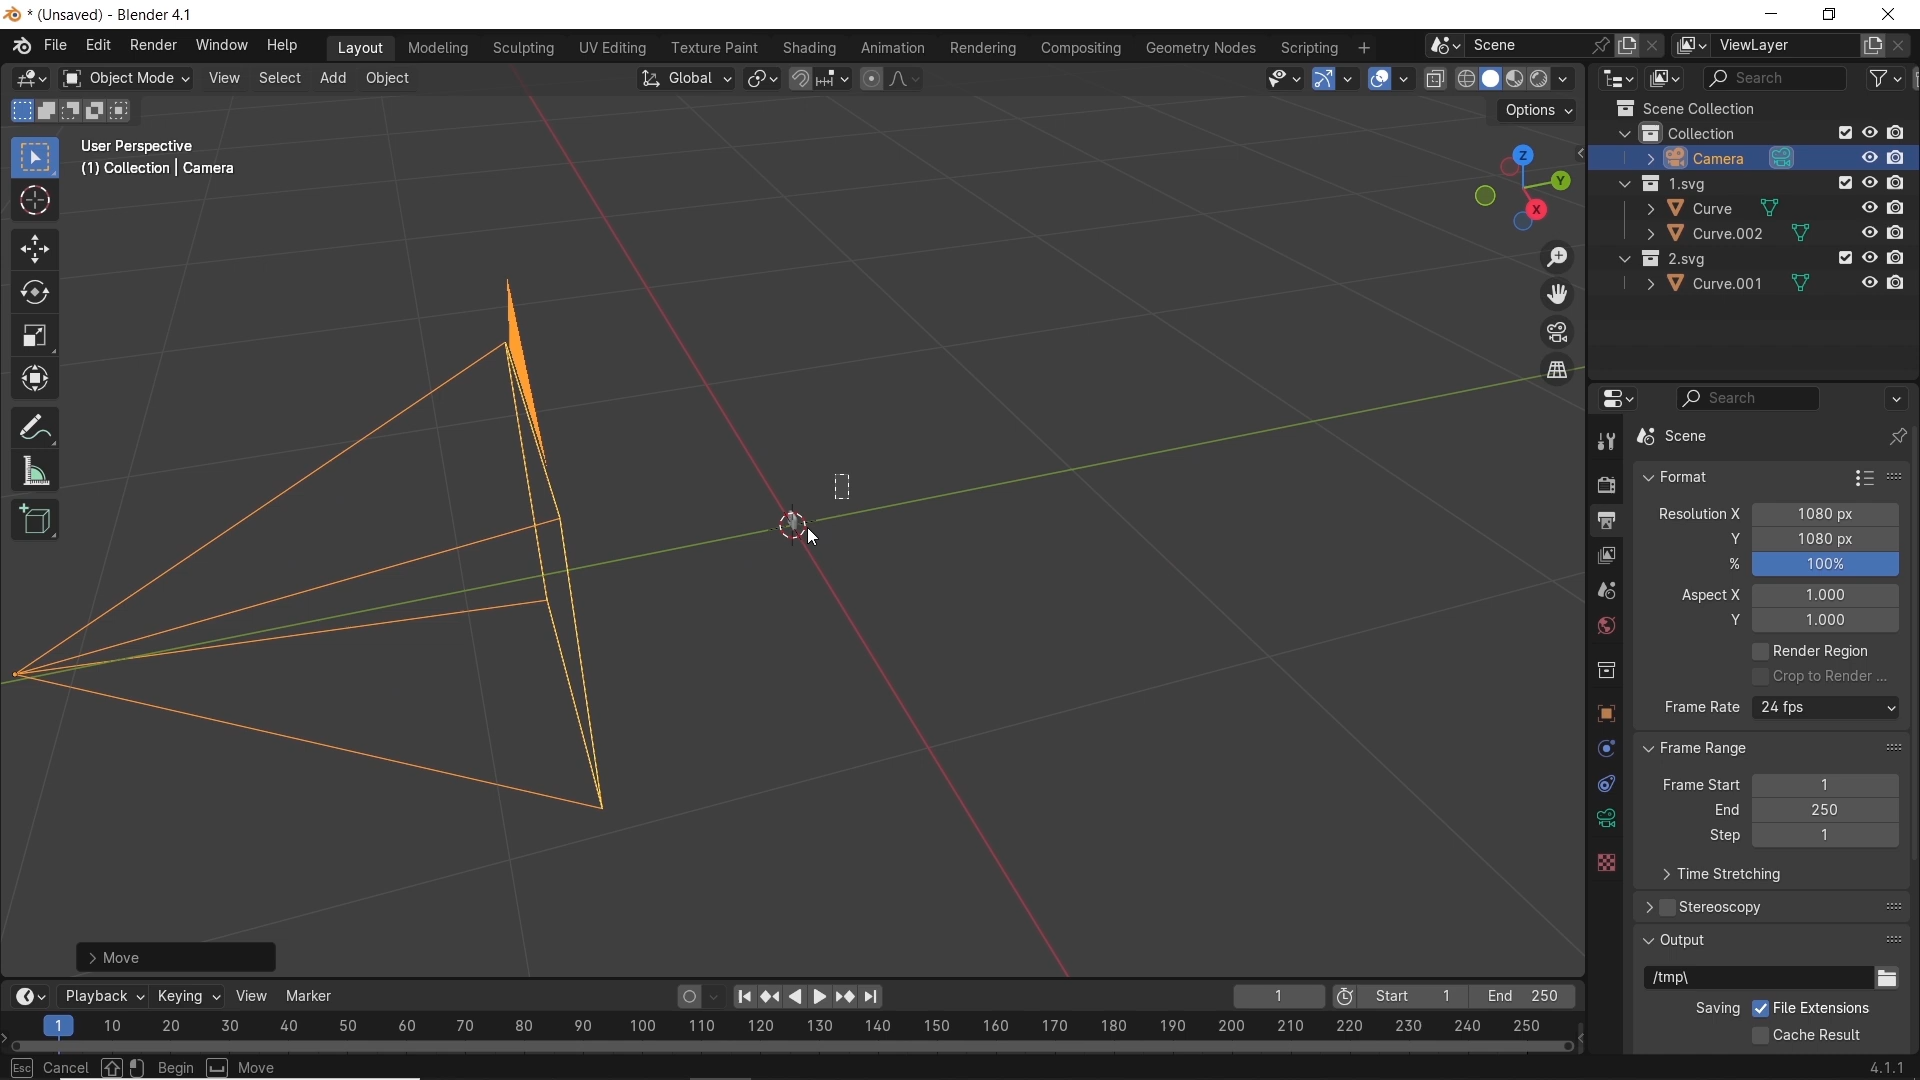 * (Unsaved) - Blender 4.1
File Edit Render Window Help Layout Modeling Sculpting UV Editing Texture Paint Shading Animation Rendering Compositing Geometry Nodes Scripting + Scene ViewLayer
Object Mode View Select Add Object Global Search
Options
User Perspective
(1) Collection | Camera
Z
Y
X
Scene Collection
Collection
Camera
1.svg
Curve
Curve.002
2.svg
Curve.001
Search
Scene
Format
Resolution X 1080 px
Y 1080 px
% 100%
Aspect X 1.000
Y 1.000
Render Region
Crop to Render ...
Frame Rate 24 fps
Frame Range
Frame Start 1
End 250
Step 1
Time Stretching
Stereoscopy
Output
/tmp\
Saving File Extensions
Cache Result
> Move
Playback Keying View Marker 1 Start 1 End 250
1 10 20 30 40 50 60 70 80 90 100 110 120 130 140 150 160 170 180 190 200 210 220 230 240 250
Esc Cancel Begin Move 4.1.1